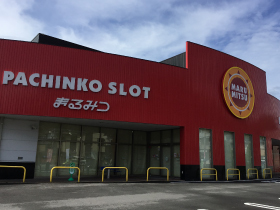 PACHINKO SLOT
まるみつ
MARU
MITSU